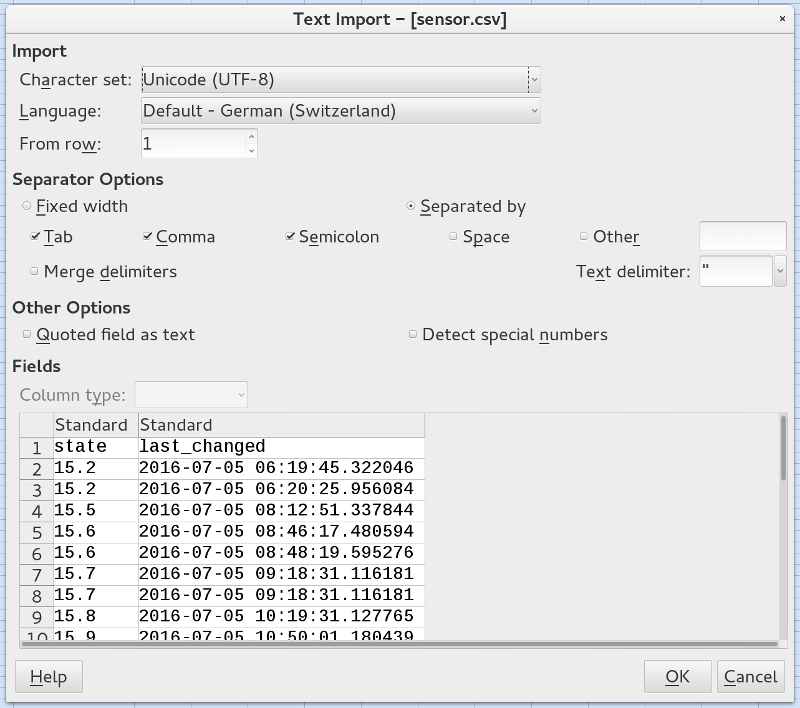 Text Import – [sensor.csv] ×
Import
Character set: Unicode (UTF-8)
Language: Default - German (Switzerland)
From row: 1
Separator Options
Fixed width Separated by
Tab Comma Semicolon Space Other
Merge delimiters Text delimiter: "
Other Options
Quoted field as text Detect special numbers
Fields
Column type:
Standard Standard
1 state last_changed
2 15.2 2016-07-05 06:19:45.322046
3 15.2 2016-07-05 06:20:25.956084
4 15.5 2016-07-05 08:12:51.337844
5 15.6 2016-07-05 08:46:17.480594
6 15.6 2016-07-05 08:48:19.595276
7 15.7 2016-07-05 09:18:31.116181
8 15.7 2016-07-05 09:18:31.116181
9 15.8 2016-07-05 10:19:31.127765
10 15.9 2016-07-05 10:50:01.180439
Help OK Cancel